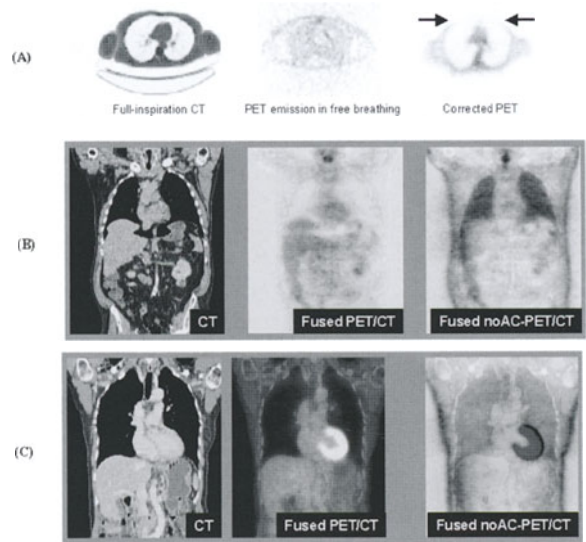 (A)
Full-inspiration CT PET emission in free breathing Corrected PET
(B)
CT Fused PET/CT Fused noAC-PET/CT
(C)
CT Fused PET/CT Fused noAC-PET/CT